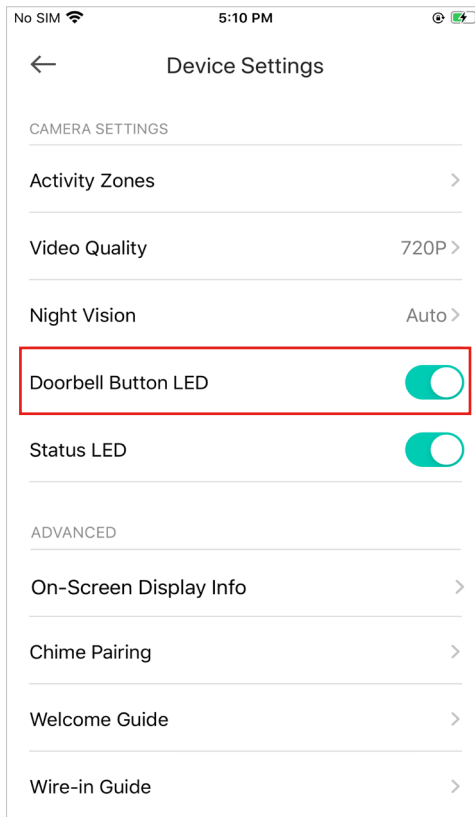 No SIM 5:10 PM
Device Settings
CAMERA SETTINGS
Activity Zones
Video Quality 720P
Night Vision Auto
Doorbell Button LED
Status LED
ADVANCED
On-Screen Display Info
Chime Pairing
Welcome Guide
Wire-in Guide